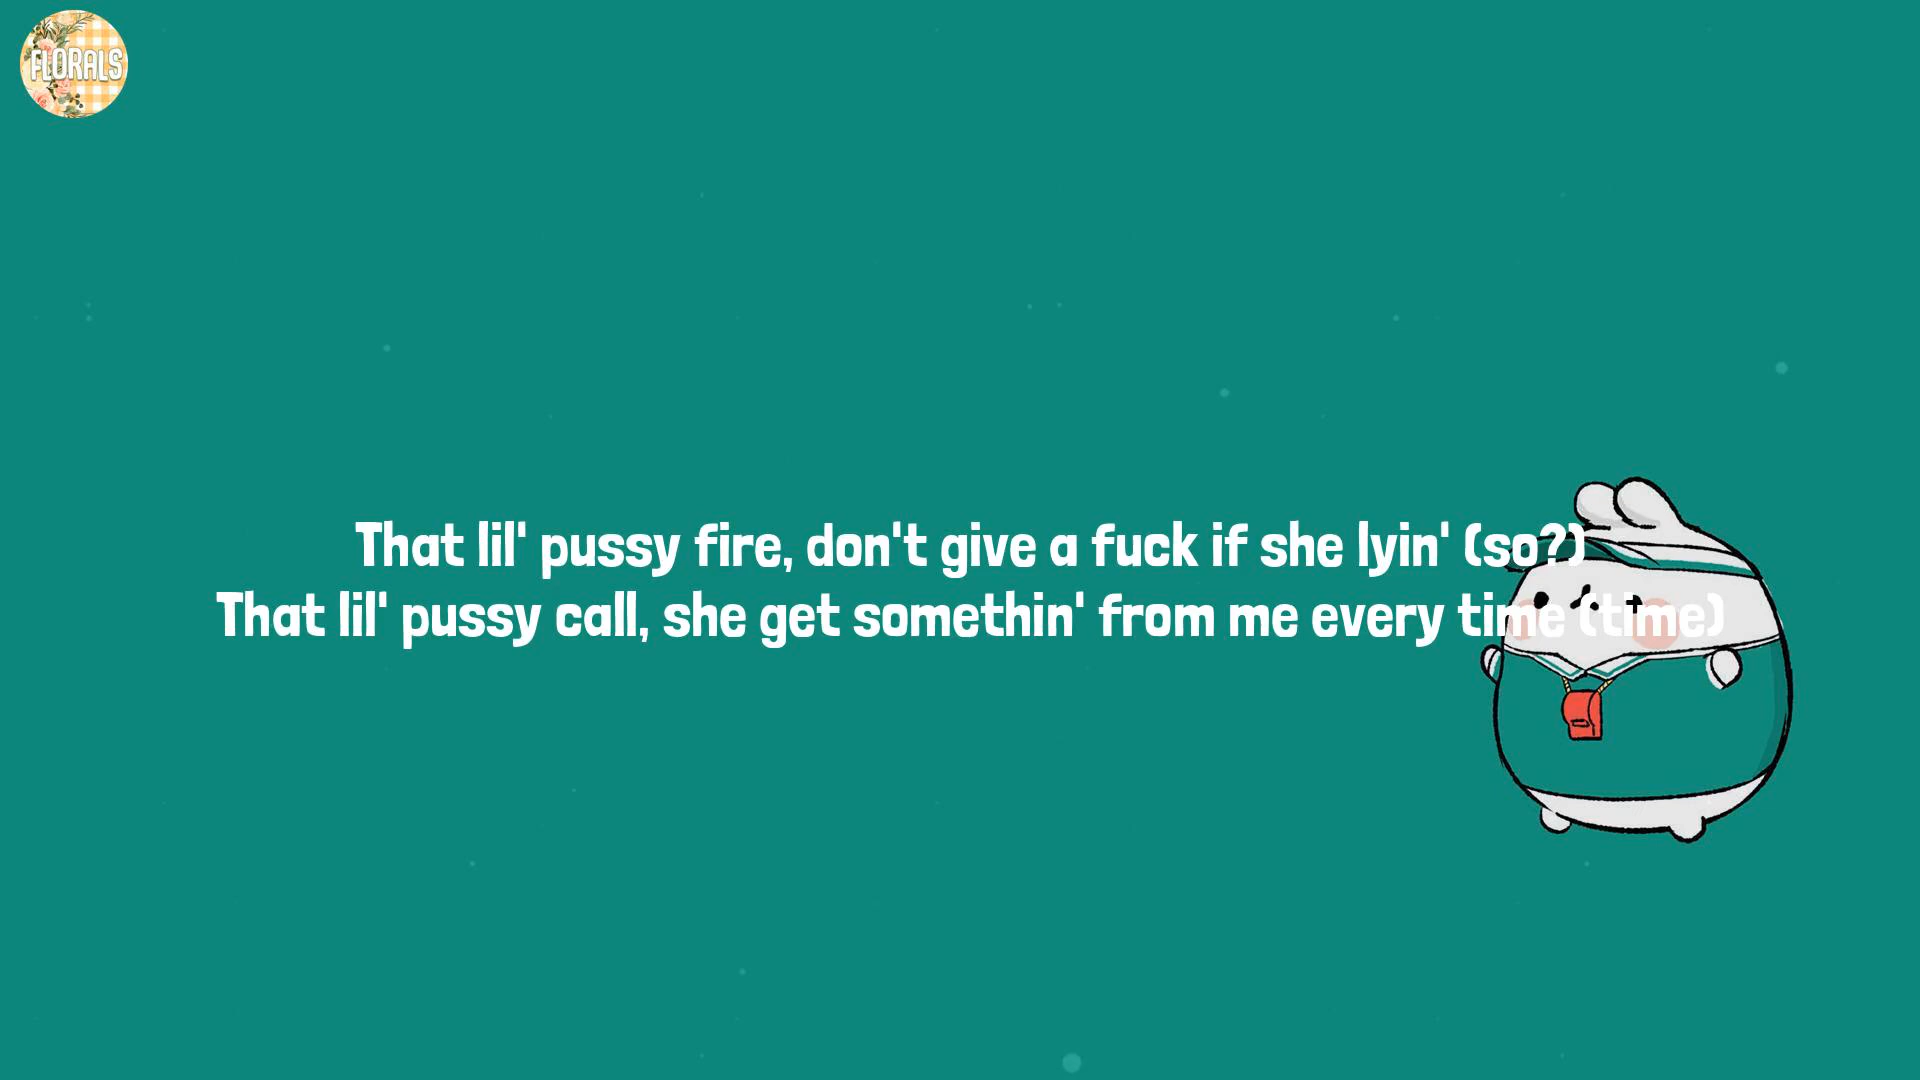 FLORALS
That lil' pussy fire, don't give a fuck if she lyin' (so?)
That lil' pussy call, she get somethin' from me every time (time)